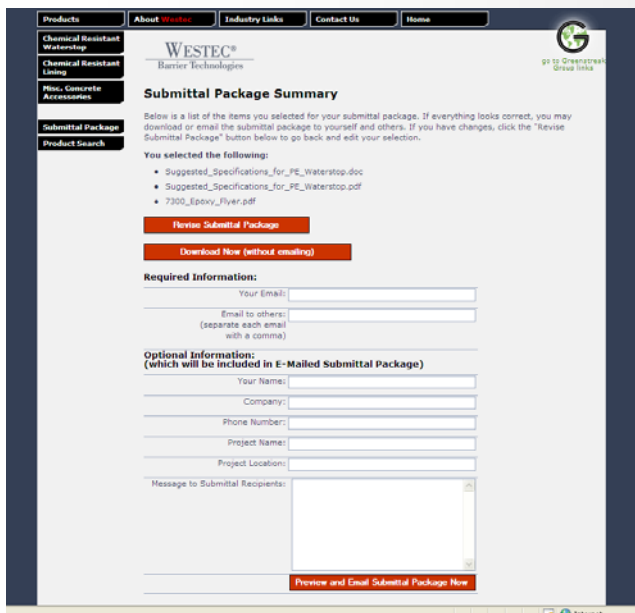 Products
About Westec
Industry Links
Contact Us
Home
Chemical Resistant
Waterstop
Chemical Resistant
Lining
Misc. Concrete
Accessories
Submittal Package
Product Search
WESTEC®
Barrier Technologies
G
go to Greenstreak
Group links
Submittal Package Summary
Below is a list of the items you selected for your submittal package. If everything looks correct, you may
download or email the submittal package to yourself and others. If you have changes, click the "Revise
Submittal Package" button below to go back and edit your selection.
You selected the following:
• Suggested_Specifications_for_PE_Waterstop.doc
• Suggested_Specifications_for_PE_Waterstop.pdf
• 7300_Epoxy_Flyer.pdf
Revise Submittal Package
Download Now (without emailing)
Required Information:
Your Email:
Email to others:
(separate each email
with a comma)
Optional Information:
(which will be included in E-Mailed Submittal Package)
Your Name:
Company:
Phone Number:
Project Name:
Project Location:
Message to Submittal Recipients:
Preview and Email Submittal Package Now